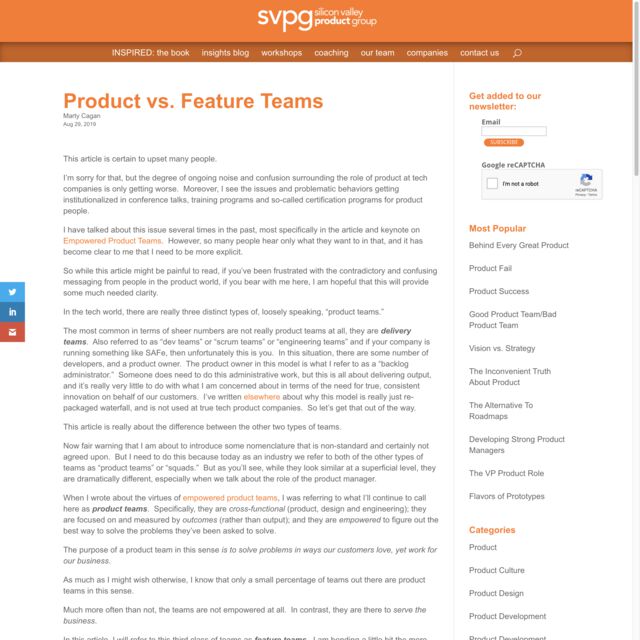 svpg silicon valley
product group
INSPIRED: the book insights blog workshops coaching our team companies contact us
Product vs. Feature Teams
Marty Cagan
Aug 29, 2019
This article is certain to upset many people.
I'm sorry for that, but the degree of ongoing noise and confusion surrounding the role of product at tech
companies is only getting worse. Moreover, I see the issues and problematic behaviors getting
institutionalized in conference talks, training programs and so-called certification programs for product
people.
I have talked about this issue several times in the past, most specifically in the article and keynote on
Empowered Product Teams. However, so many people hear only what they want to in that, and it has
become clear to me that I need to be more explicit.
So while this article might be painful to read, if you've been frustrated with the contradictory and confusing
messaging from people in the product world, if you bear with me here, I am hopeful that this will provide
some much needed clarity.
In the tech world, there are really three distinct types of, loosely speaking, “product teams.”
The most common in terms of sheer numbers are not really product teams at all, they are delivery
teams. Also referred to as “dev teams” or “scrum teams” or “engineering teams” and if your company is
running something like SAFe, then unfortunately this is you. In this situation, there are some number of
developers, and a product owner. The product owner in this model is what I refer to as a “backlog
administrator.” Someone does need to do this administrative work, but this is all about delivering output,
and it's really very little to do with what I am concerned about in terms of the need for true, consistent
innovation on behalf of our customers. I've written elsewhere about why this model is really just re-
packaged waterfall, and is not used at true tech product companies. So let's get that out of the way.
This article is really about the difference between the other two types of teams.
Now fair warning that I am about to introduce some nomenclature that is non-standard and certainly not
agreed upon. But I need to do this because today as an industry we refer to both of the other types of
teams as “product teams” or “squads.” But as you'll see, while they look similar at a superficial level, they
are dramatically different, especially when we talk about the role of the product manager.
When I wrote about the virtues of empowered product teams, I was referring to what I'll continue to call
here as product teams. Specifically, they are cross-functional (product, design and engineering); they
are focused on and measured by outcomes (rather than output); and they are empowered to figure out the
best way to solve the problems they've been asked to solve.
The purpose of a product team in this sense is to solve problems in ways our customers love, yet work for
our business.
As much as I might wish otherwise, I know that only a small percentage of teams out there are product
teams in this sense.
Much more often than not, the teams are not empowered at all. In contrast, they are there to serve the
business.
In this article, I will refer to this third class of teams as feature teams. I am bending a little bit the more
Get added to our
newsletter:
Email
SUBSCRIBE
Google reCAPTCHA
I'm not a robot
reCAPTCHA
Privacy - Terms
Most Popular
Behind Every Great Product
Product Fail
Product Success
Good Product Team/Bad
Product Team
Vision vs. Strategy
The Inconvenient Truth
About Product
The Alternative To
Roadmaps
Developing Strong Product
Managers
The VP Product Role
Flavors of Prototypes
Categories
Product
Product Culture
Product Design
Product Development
Product Development